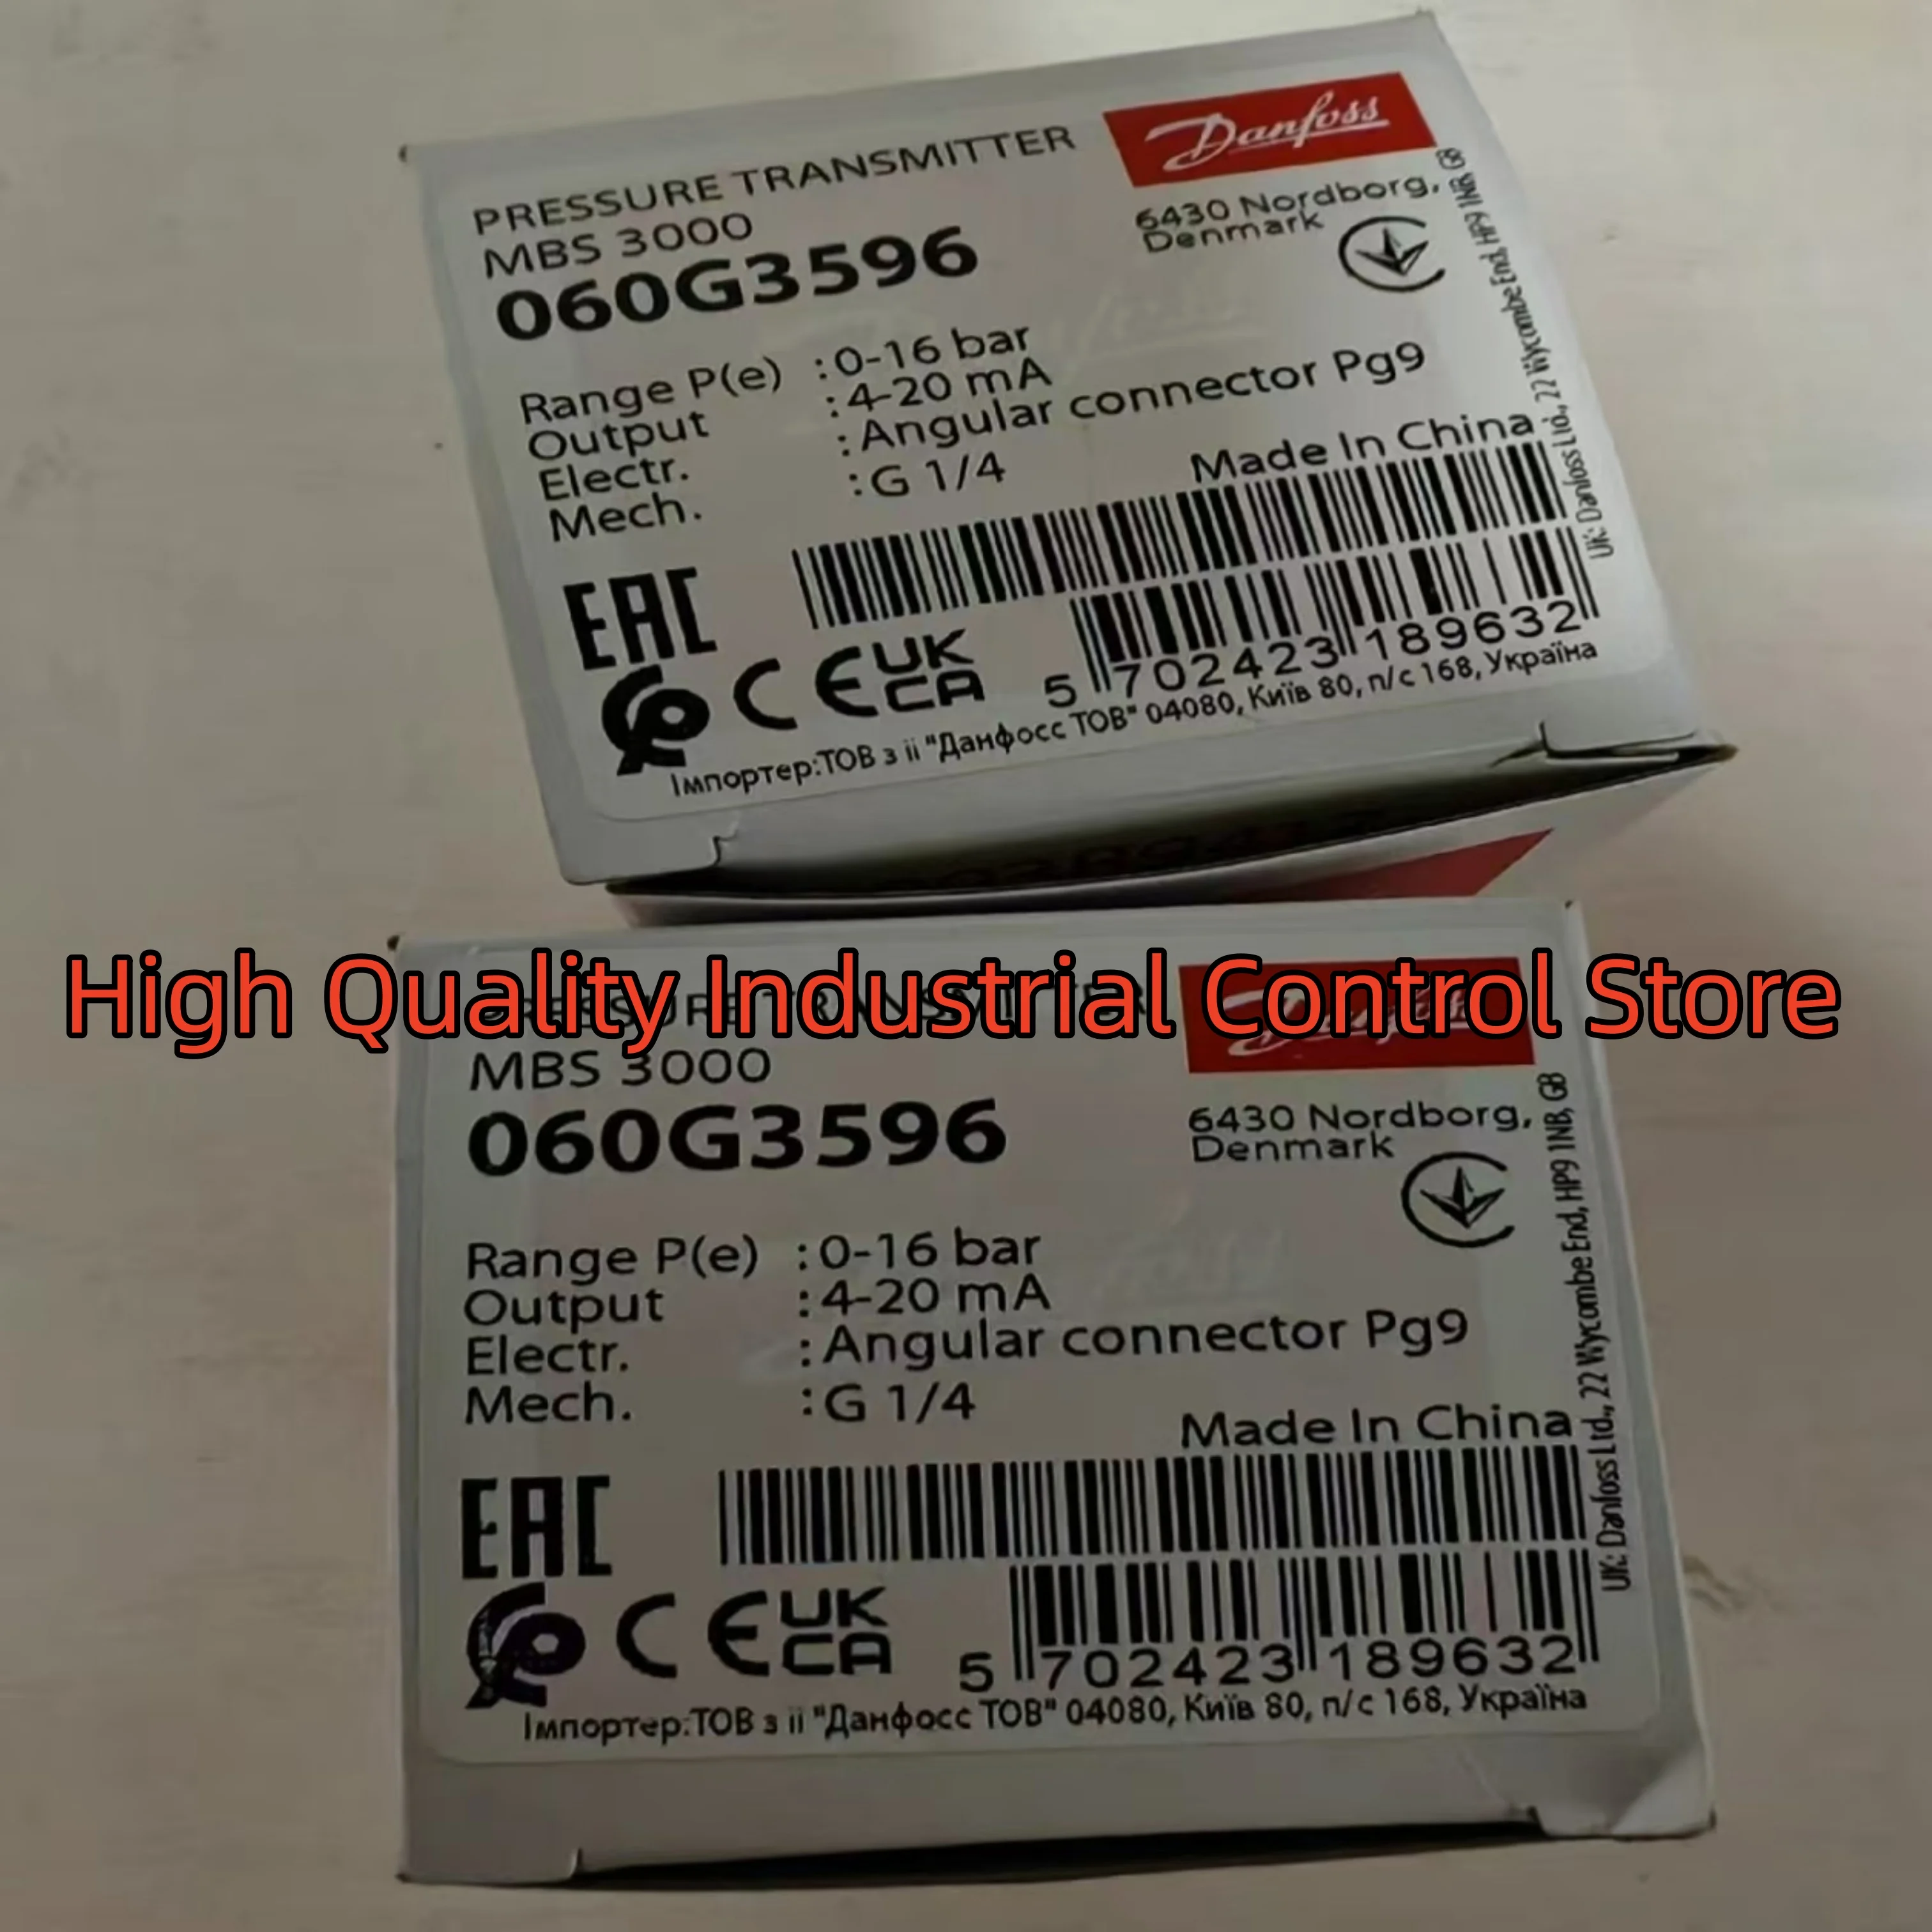 PRESSURE TRANSMITTER
Danfoss
MBS 3000
060G3596
6430 Nordborg,
Denmark
Range P(e) :0-16 bar
Output :4-20 mA
Electr. :Angular connector Pg9
Mech. :G 1/4
Made In China
UK: Danfoss Ltd., 22 Wycombe End, HP9 1NB, GB
EAC
CE UK
CA
5 702423 189632
Імпортер:ТОВ з іі "Данфосс ТОВ" 04080, Київ 80, п/с 168, Україна
High Quality Industrial Control Store
PRESSURE TRANSMITTER
Danfoss
MBS 3000
060G3596
6430 Nordborg,
Denmark
Range P(e) :0-16 bar
Output :4-20 mA
Electr. :Angular connector Pg9
Mech. :G 1/4
Made In China
UK: Danfoss Ltd., 22 Wycombe End, HP9 1NB, GB
EAC
CE UK
CA
5 702423 189632
Імпортер:ТОВ з іі "Данфосс ТОВ" 04080, Київ 80, п/с 168, Україна